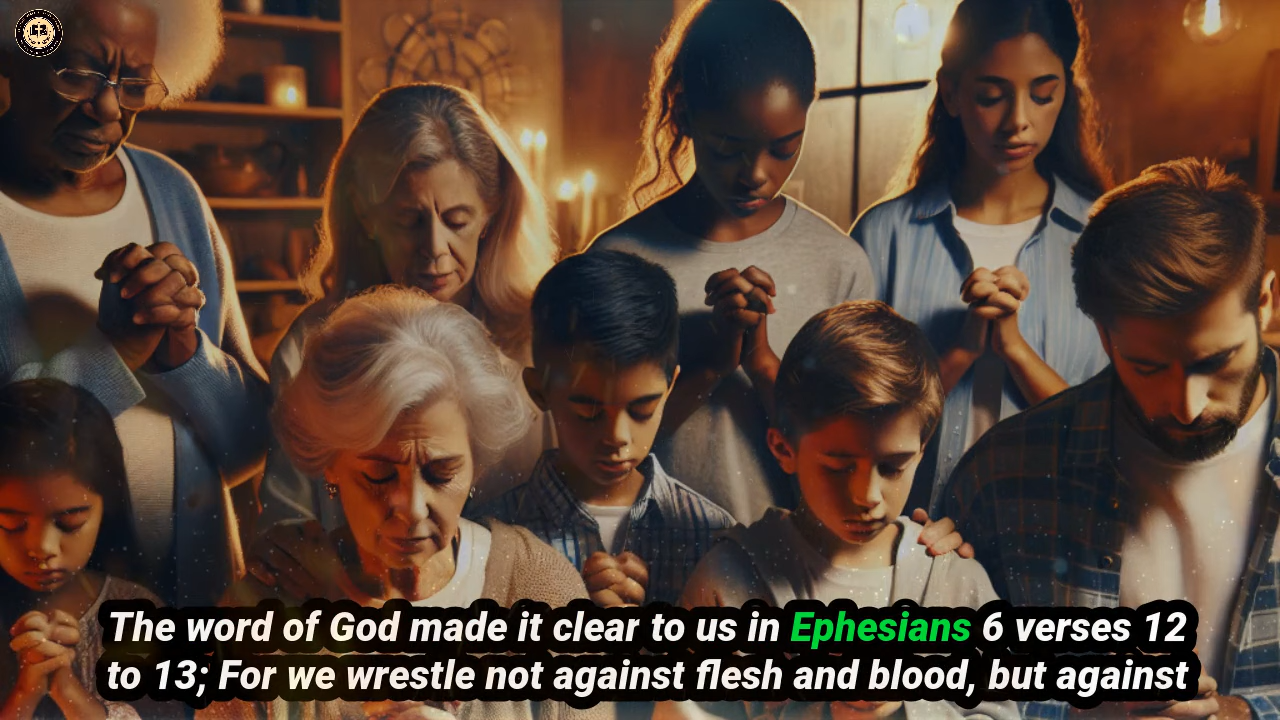 The word of God made it clear to us in Ephesians 6 verses 12
to 13; For we wrestle not against flesh and blood, but against